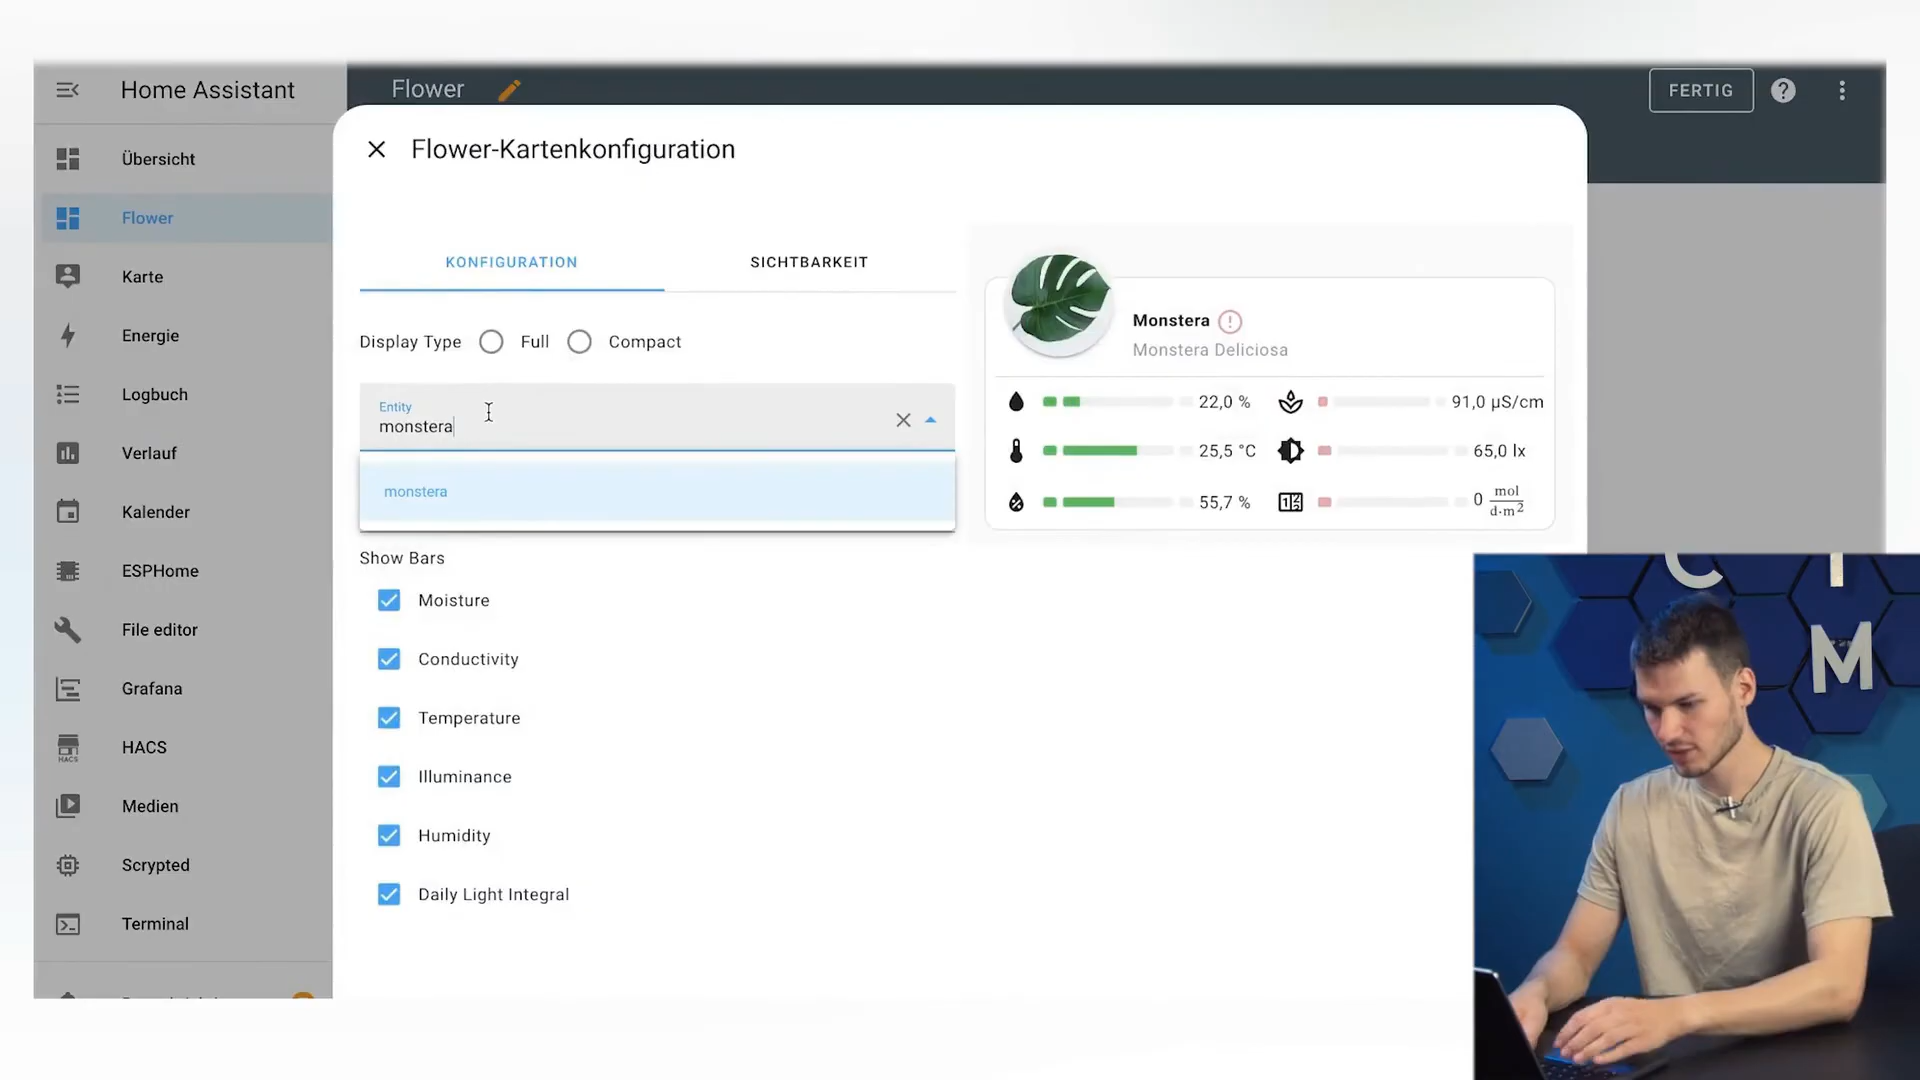 Home Assistant
Flower
FERTIG
Übersicht
Flower
Karte
Energie
Logbuch
Verlauf
Kalender
ESPHome
File editor
Grafana
HACS
HACS
Medien
Scrypted
Terminal
Flower-Kartenkonfiguration
KONFIGURATION
SICHTBARKEIT
Display Type
Full
Compact
Entity
monstera
monstera
Show Bars
Moisture
Conductivity
Temperature
Illuminance
Humidity
Daily Light Integral
Monstera
Monstera Deliciosa
22,0 %
91,0 µS/cm
25,5 °C
65,0 lx
55,7 %
0 mol
d·m²
C I
M